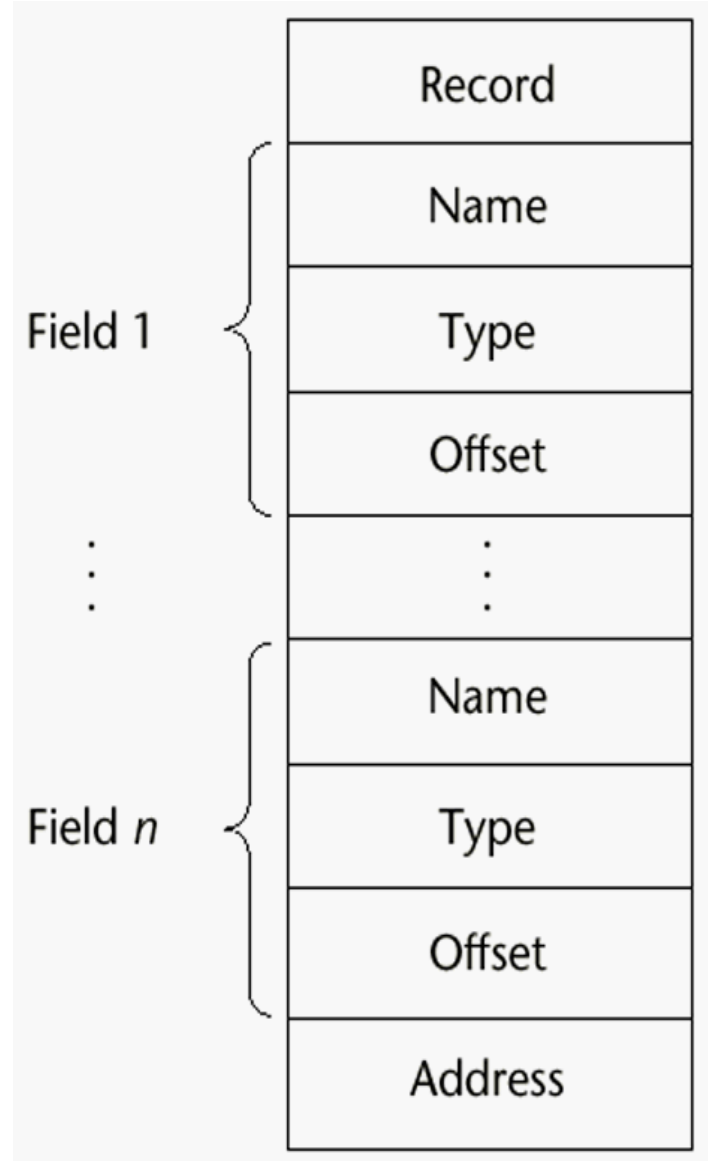 Record
Name
Field 1
Type
Offset
.
.
.
.
.
.
Name
Field n
Type
Offset
Address